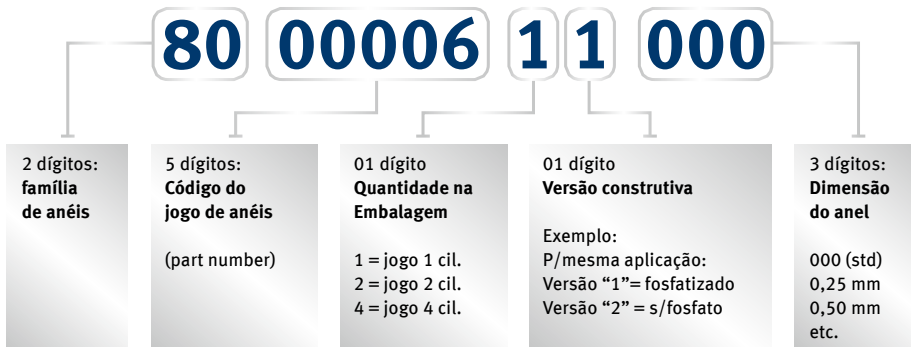 80 00006 1 1 000
2 dígitos:
família
de anéis
5 dígitos:
Código do
jogo de anéis
(part number)
01 dígito
Quantidade na
Embalagem
1 = jogo 1 cil.
2 = jogo 2 cil.
4 = jogo 4 cil.
01 dígito
Versão construtiva
Exemplo:
P/mesma aplicação:
Versão “1”= fosfatizado
Versão “2” = s/fosfato
3 dígitos:
Dimensão
do anel
000 (std)
0,25 mm
0,50 mm
etc.